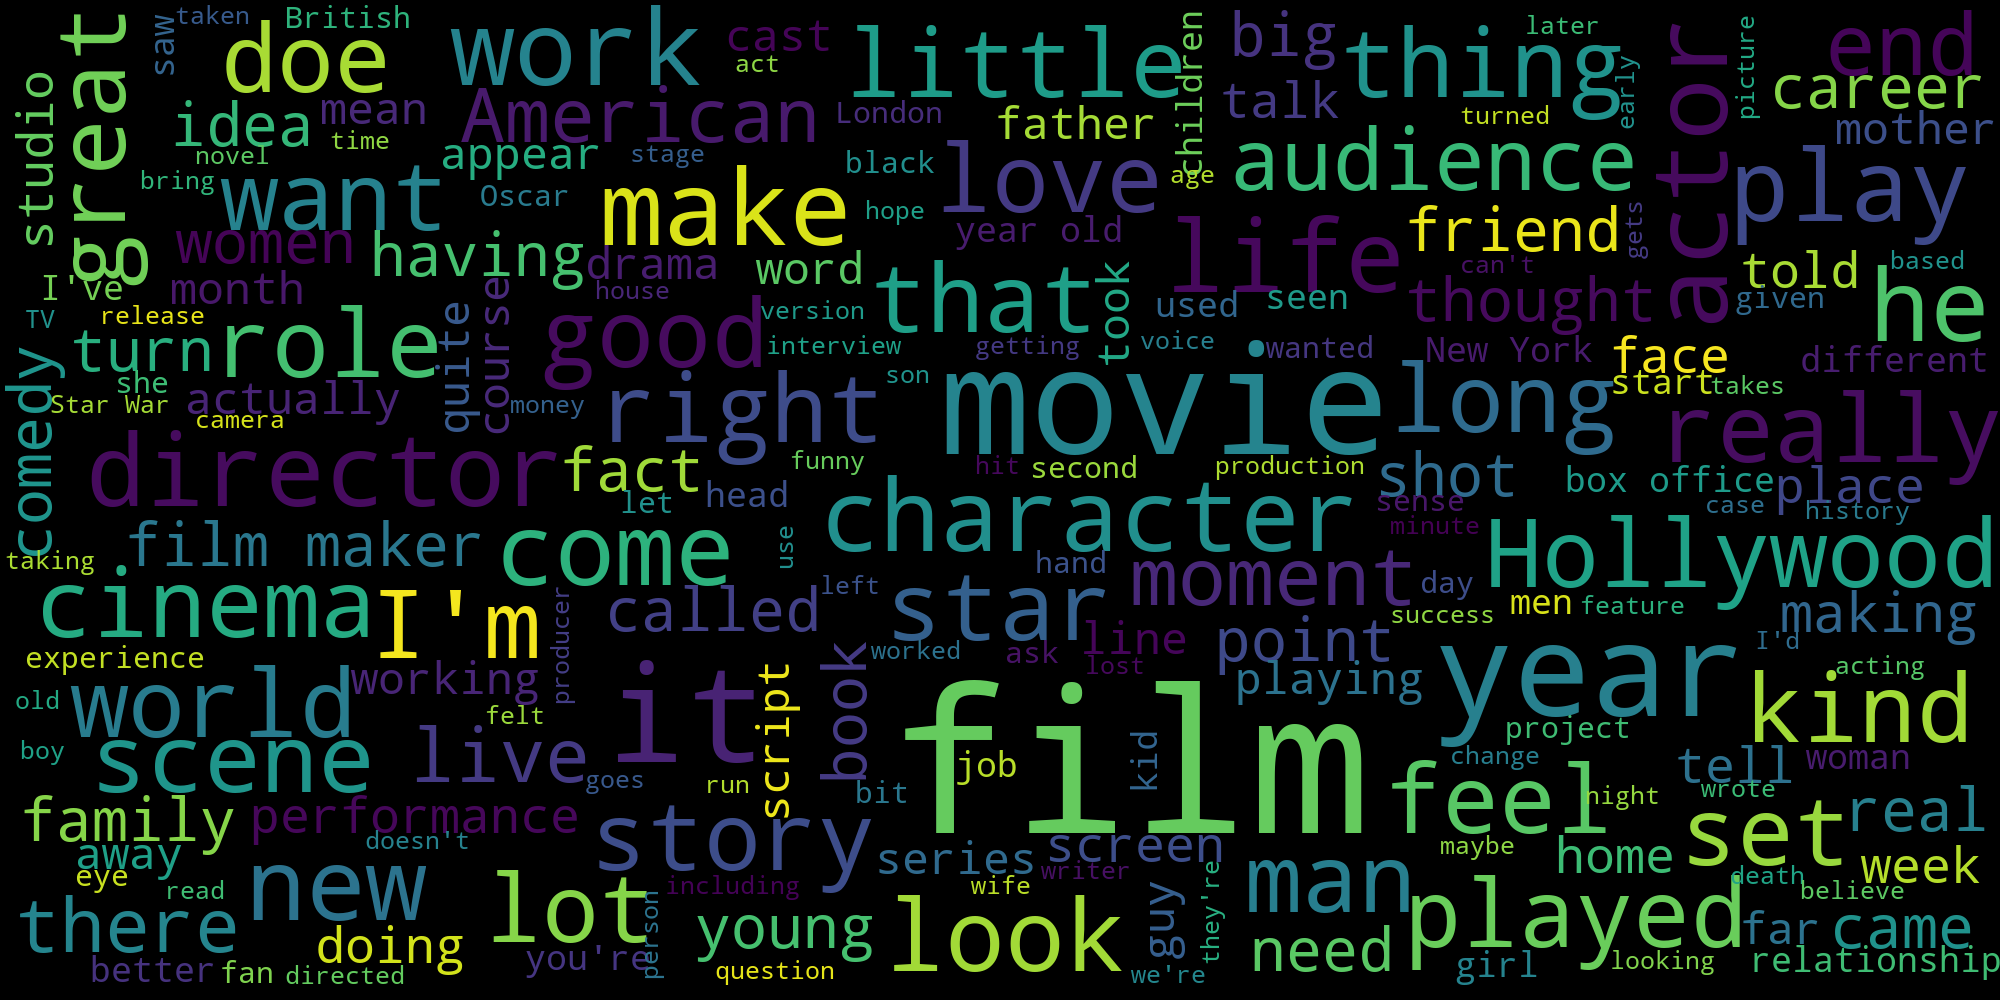 taken
British
saw
great
doe
work
cast
act
little
children
big
thing
later
early
actor
picture
end
career
studio
idea
mean
time
American
London
father
talk
turned
mother
novel
bring
appear
stage
black
age
audience
play
want
Oscar
make
hope
love
year old
life
friend
gets
women
having
drama
word
that
took
can't
told
based
he
I've
month
house
version
used
seen
thought
given
TV
release
turn
role
quite
course
good
interview
getting
voice
wanted
New York
face
different
comedy
she
Star War
actually
camera
money
right
son
movie
long
start
takes
really
director
fact
funny
hit
second
production
shot
box office
place
let
head
character
sense
minute
case
history
film maker
come
use
hand
moment
day
Hollywood
taking
cinema
I'm
producer
called
left
star
success
men
feature
making
experience
working
worked
ask
line
lost
point
I'd
acting
old
world
felt
it
script
book
playing
year
kind
boy
scene
live
goes
run
job
film
kid
project
change
tell
woman
bit
feel
night
wrote
real
family
performance
doesn't
story
series
screen
writer
maybe
home
set
week
away
eye
read
new
including
wife
man
death
believe
there
doing
lot
person
young
look
guy
they're
need
played
far
came
better
fan
directed
you're
question
we're
girl
looking
relationship